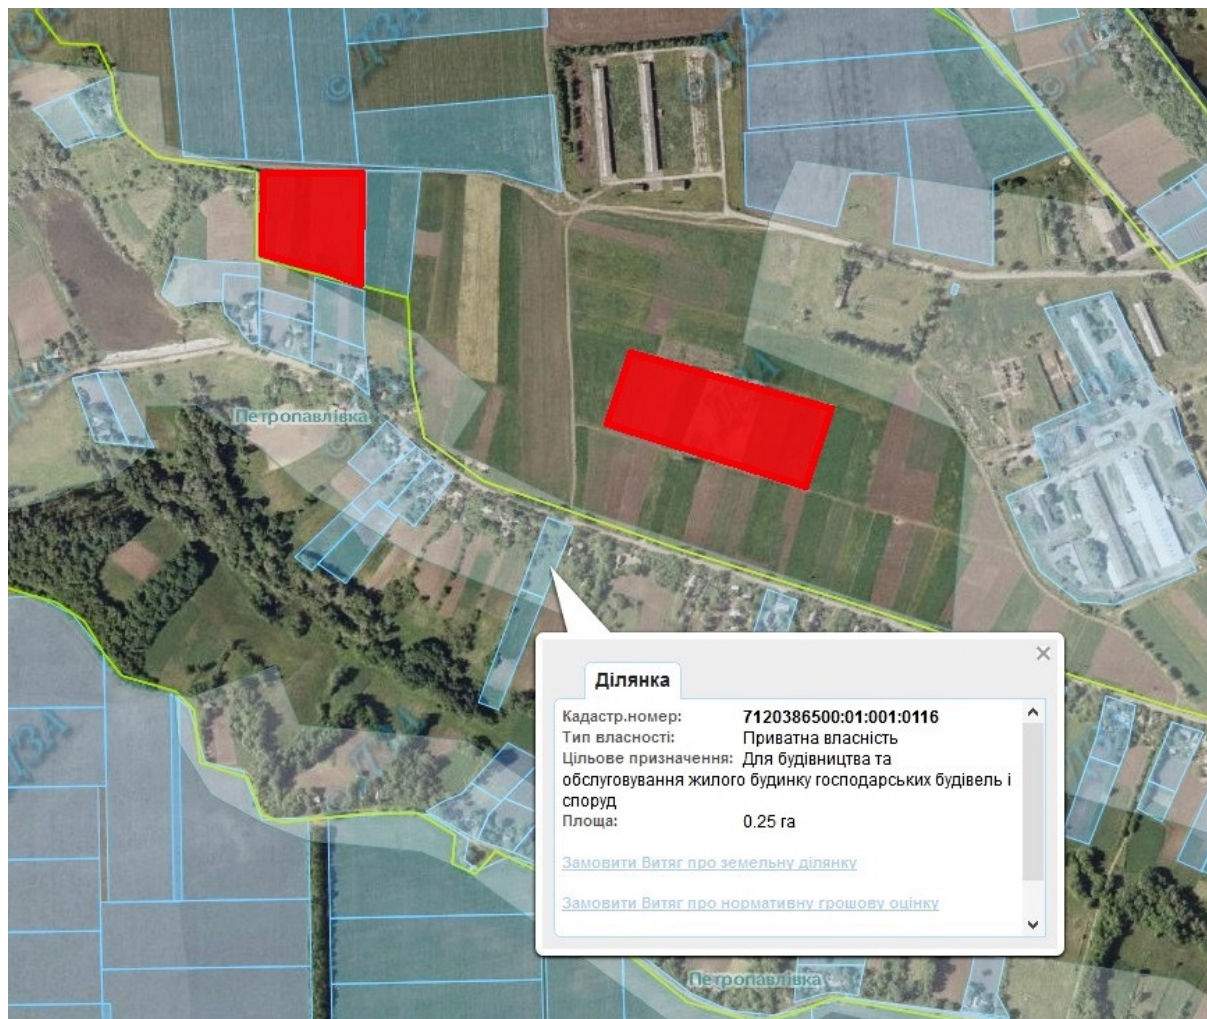 © ДЗА
© ДЗА
Петропавлівка
×
Ділянка
Кадастр.номер: 7120386500:01:001:0116
Тип власності: Приватна власність
Цільове призначення: Для будівництва та
обслуговування жилого будинку господарських будівель і
споруд
Площа: 0.25 га
Замовити Витяг про земельну ділянку
Замовити Витяг про нормативну грошову оцінку
Петропавлівка